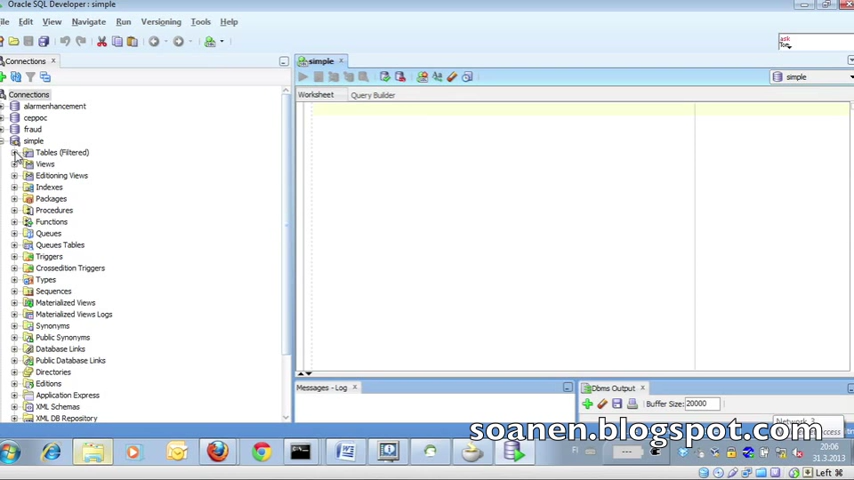 Oracle SQL Developer : simple
File Edit View Navigate Run Versioning Tools Help
ask
Tom
Connections
simple
simple
Worksheet Query Builder
Connections
alarmenhancement
ceppoc
fraud
simple
Tables (Filtered)
Views
Editioning Views
Indexes
Packages
Procedures
Functions
Queues
Queues Tables
Triggers
Crossedition Triggers
Types
Sequences
Materialized Views
Materialized Views Logs
Synonyms
Public Synonyms
Database Links
Public Database Links
Directories
Editions
Application Express
XML Schemas
XML DB Repository
Messages - Log
Dbms Output
Buffer Size: 20000
soanen.blogspot.com
FI
20:06
31.3.2013
Left ⌘